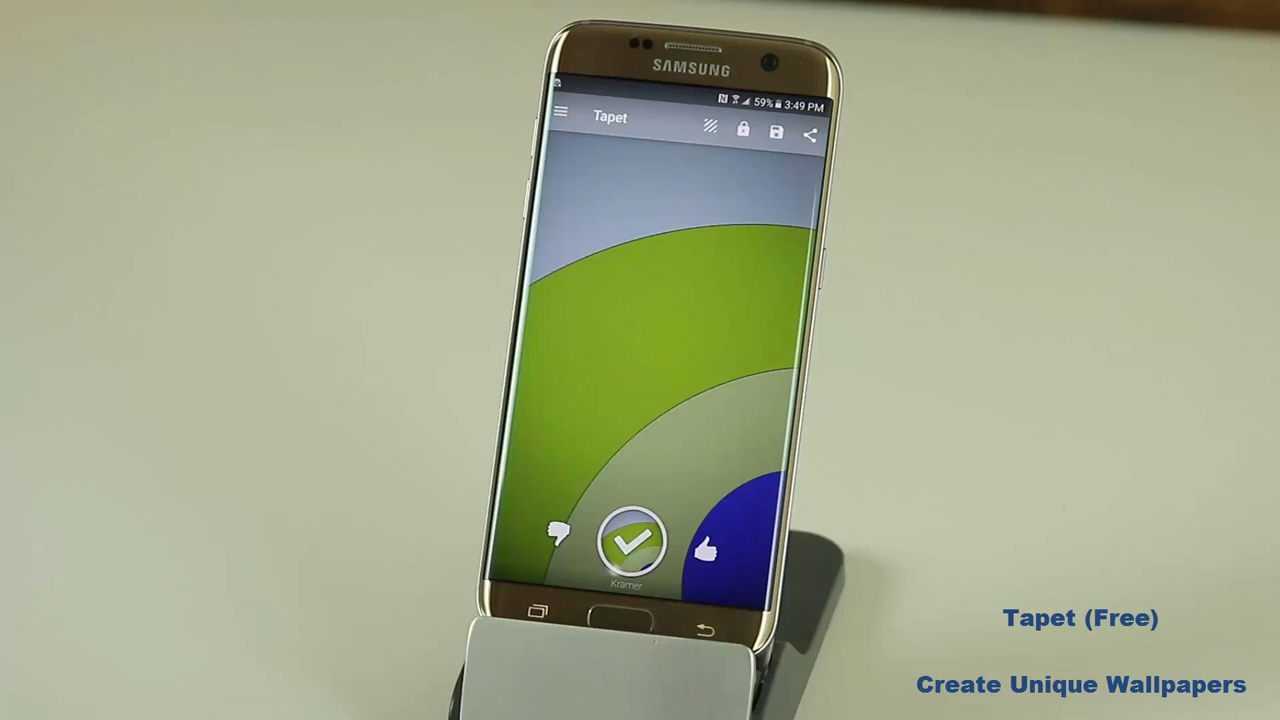 SAMSUNG
59% 3:49 PM
Tapet
Kramer
Tapet (Free)
Create Unique Wallpapers